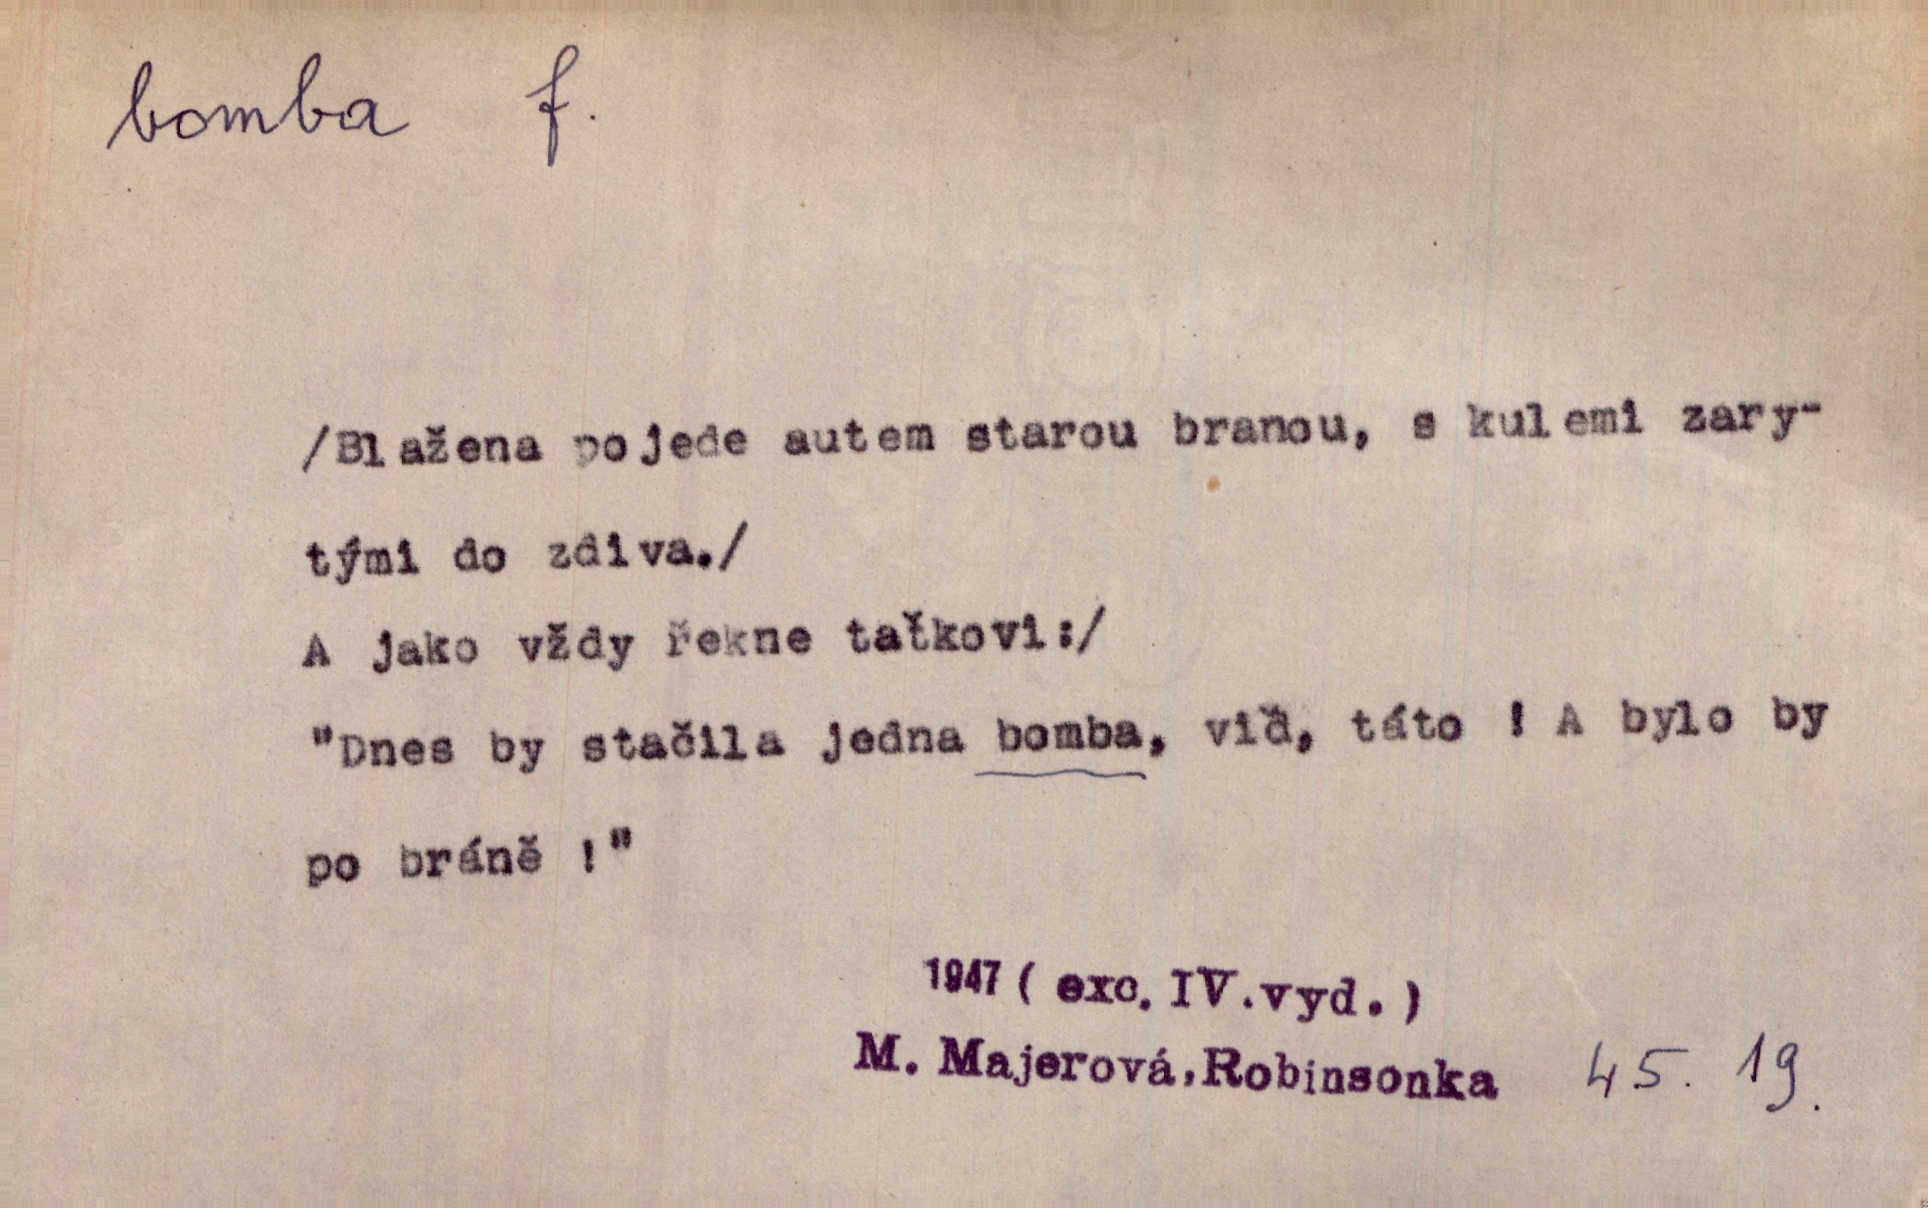 bomba f.
/Blažena pojede autem starou branou, s kulemi zary-
tými do zdiva./
A jako vždy řekne taťkovi:/
"Dnes by stačila jedna bomba, viď, táto ! A bylo by
po bráně !"
1947 ( exc. IV.vyd. )
M. Majerová,Robinsonka 45. 19.